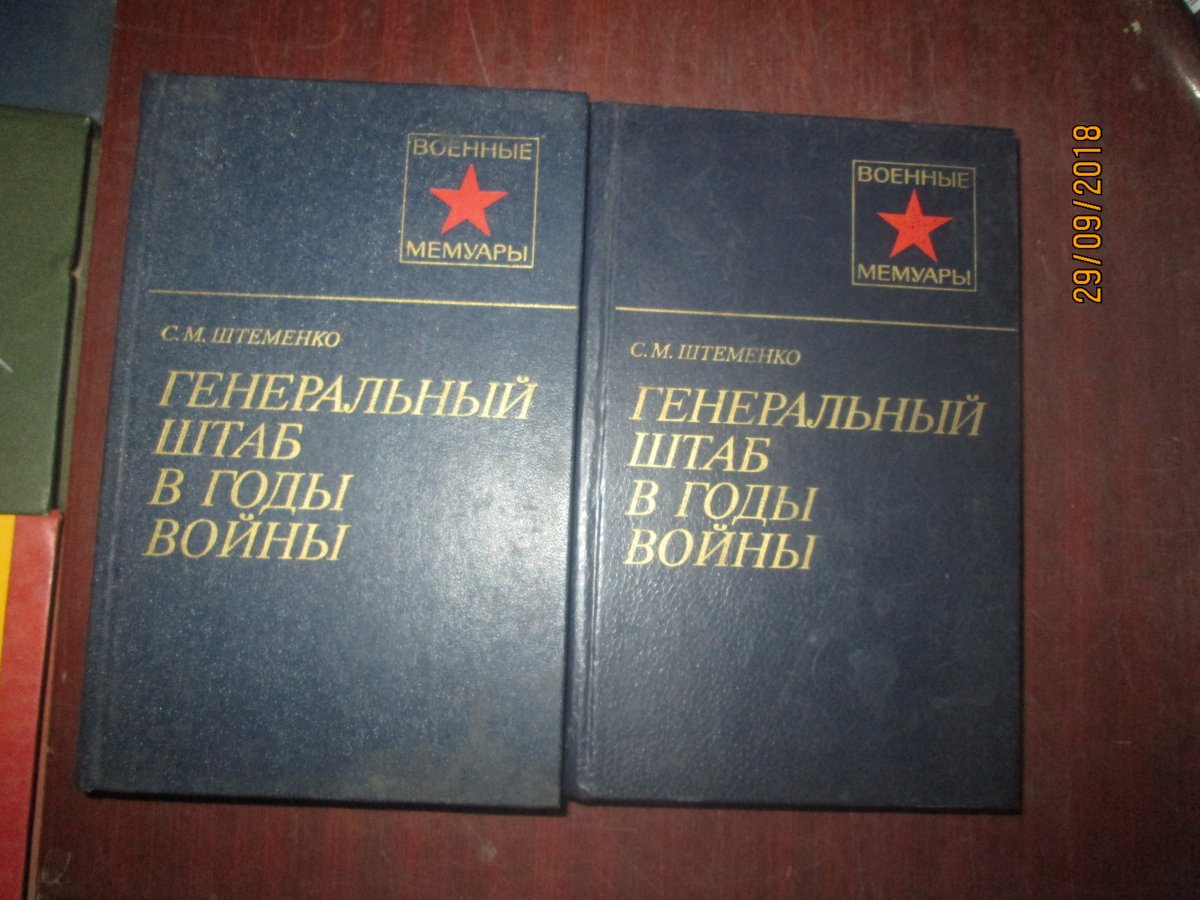 ВОЕННЫЕ
МЕМУАРЫ
С. М. ШТЕМЕНКО
ГЕНЕРАЛЬНЫЙ
ШТАБ
В ГОДЫ
ВОЙНЫ
ВОЕННЫЕ
МЕМУАРЫ
С. М. ШТЕМЕНКО
ГЕНЕРАЛЬНЫЙ
ШТАБ
В ГОДЫ
ВОЙНЫ
29/09/2018